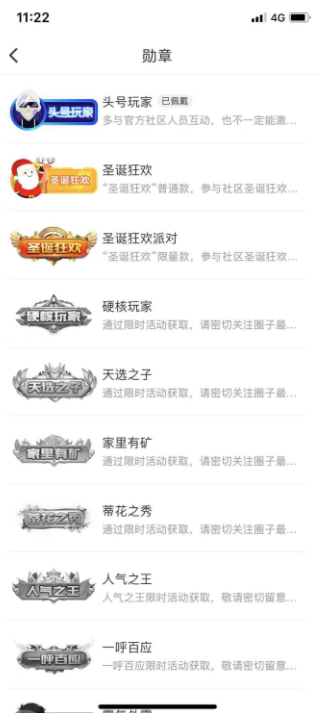 11:22
4G
勋章
头号玩家
头号玩家 已佩戴
多与官方社区人员互动，也不一定能激...
圣诞狂欢
圣诞狂欢
“圣诞狂欢”普通款，参与社区圣诞狂欢...
圣诞狂欢
圣诞狂欢派对
“圣诞狂欢”限量款，参与社区圣诞狂欢...
硬核玩家
硬核玩家
通过限时活动获取，请密切关注圈子最...
天选之子
天选之子
通过限时活动获取，请密切关注圈子最...
家里有矿
家里有矿
通过限时活动获取，请密切关注圈子最...
蒂花之秀
蒂花之秀
通过限时活动获取，请密切关注圈子最...
人气之王
人气之王
人气之王限时活动获取，敬请密切留意...
一呼百应
一呼百应
一呼百应限时活动获取，敬请密切留意...